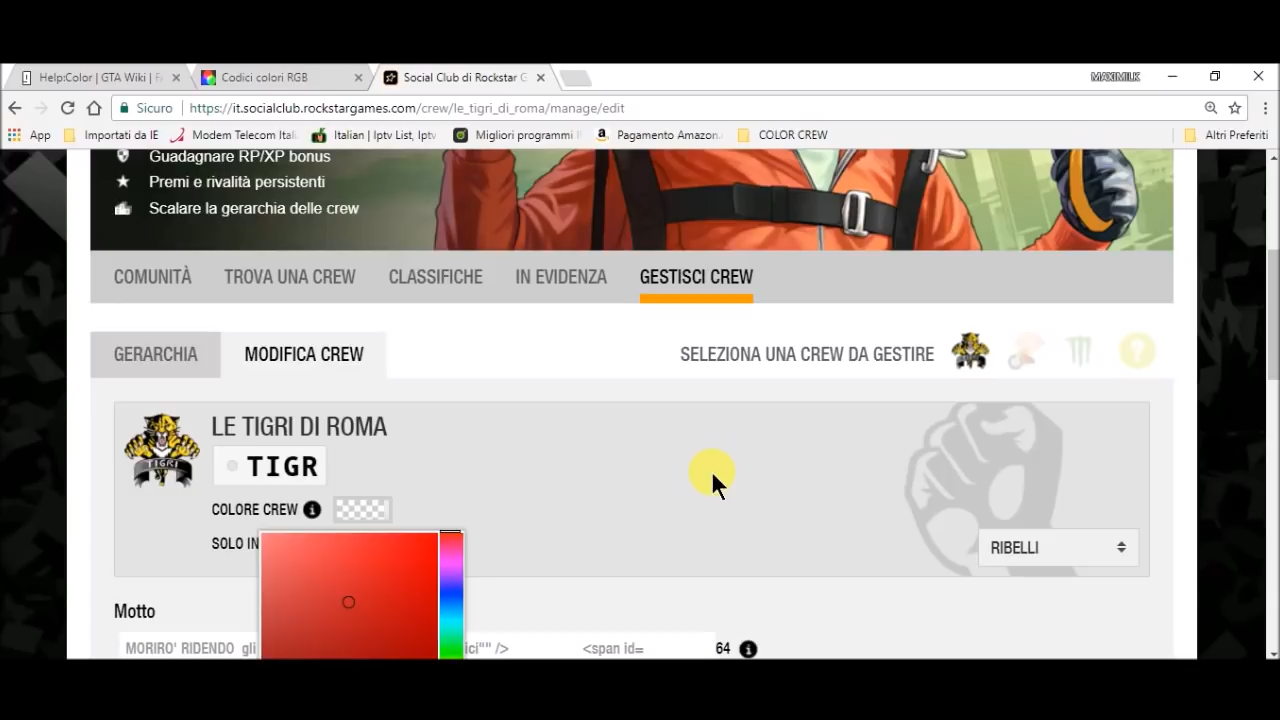 Help:Color | GTA Wiki | F
Codici colori RGB
Social Club di Rockstar G
MAXIMILK
Sicuro
https://it.socialclub.rockstargames.com/crew/le_tigri_di_roma/manage/edit
App
Importati da IE
Modem Telecom Itali
Italian | Iptv List, Iptv
Migliori programmi
Pagamento Amazon.
COLOR CREW
Altri Preferiti
Guadagnare RP/XP bonus
Premi e rivalità persistenti
Scalare la gerarchia delle crew
COMUNITÀ
TROVA UNA CREW
CLASSIFICHE
IN EVIDENZA
GESTISCI CREW
GERARCHIA
MODIFICA CREW
SELEZIONA UNA CREW DA GESTIRE
LE TIGRI DI ROMA
TIGRI
TIGR
COLORE CREW
SOLO IN
RIBELLI
Motto
MORIRO' RIDENDO gli
ici"" /> <span id=
64